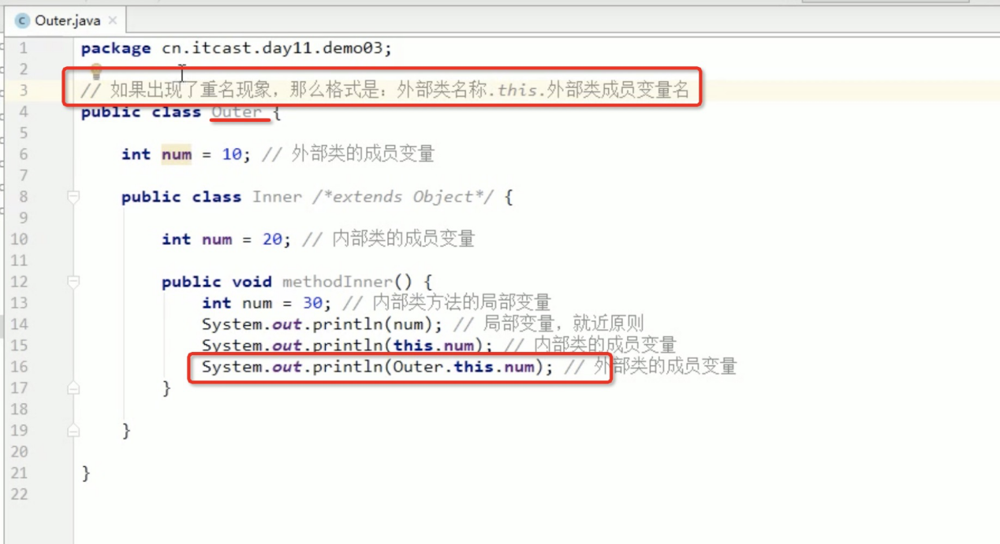 Outer.java
1 package cn.itcast.day11.demo03;
2
3 // 如果出现了重名现象，那么格式是：外部类名称.this.外部类成员变量名
4 public class Outer {
5
6 int num = 10; // 外部类的成员变量
7
8 public class Inner /*extends Object*/ {
9
10 int num = 20; // 内部类的成员变量
11
12 public void methodInner() {
13 int num = 30; // 内部类方法的局部变量
14 System.out.println(num); // 局部变量，就近原则
15 System.out.println(this.num); // 内部类的成员变量
16 System.out.println(Outer.this.num); // 外部类的成员变量
17 }
18
19 }
20
21 }
22